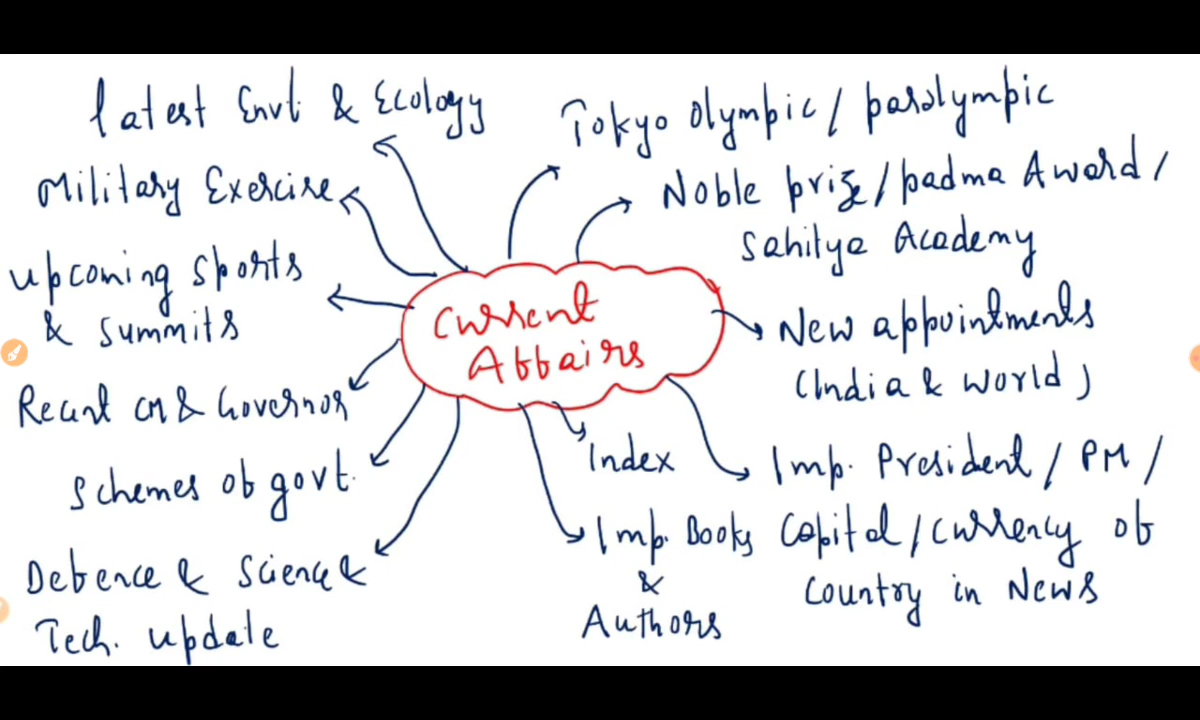 Latest Envt & Ecology
Military Exercise
Upcoming Sports
& Summits
Recent CM & Governor
Schemes of govt.
Defence & Science &
Tech. update
Current
Affairs
Tokyo Olympic / paralympic
Noble prize / padma Award /
Sahitya Academy
New appointments
(India & World)
Imp. President / PM /
Capital / Currency of
Country in News
Index
Imp. Books
&
Authors